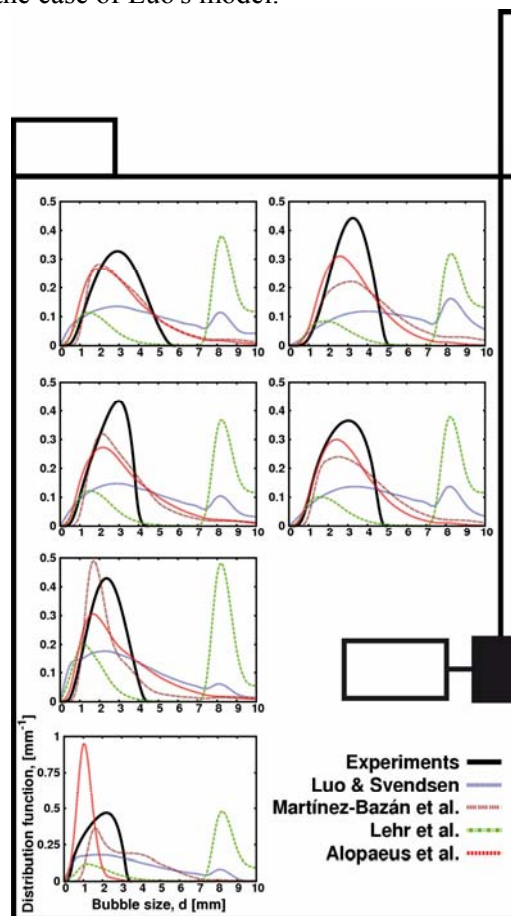 the case of Luo's model.
0.5 0.5
0.4 0.4
0.3 0.3
0.2 0.2
0.1 0.1
0 0
0 1 2 3 4 5 6 7 8 9 10 0 1 2 3 4 5 6 7 8 9 10
0.5 0.5
0.4 0.4
0.3 0.3
0.2 0.2
0.1 0.1
0 0
0 1 2 3 4 5 6 7 8 9 10 0 1 2 3 4 5 6 7 8 9 10
0.5
0.4
0.3
0.2
0.1
0
0 1 2 3 4 5 6 7 8 9 10
Distribution function, [mm⁻¹]
1
0.75
0.5
0.25
0
0 1 2 3 4 5 6 7 8 9 10
Bubble size, d [mm]
Experiments
Luo & Svendsen
Martínez-Bazán et al.
Lehr et al.
Alopaeus et al.